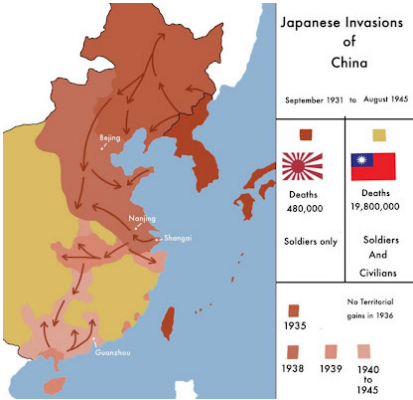 Japanese Invasions
of
China
September 1931 to August 1945
Deaths
480,000
Soldiers only
Deaths
19,800,000
Soldiers
And
Civilians
No Territorial
gains in 1936
1935
1938
1939
1940
to
1945
Bejing
Nanjing
Shangai
Guanzhou